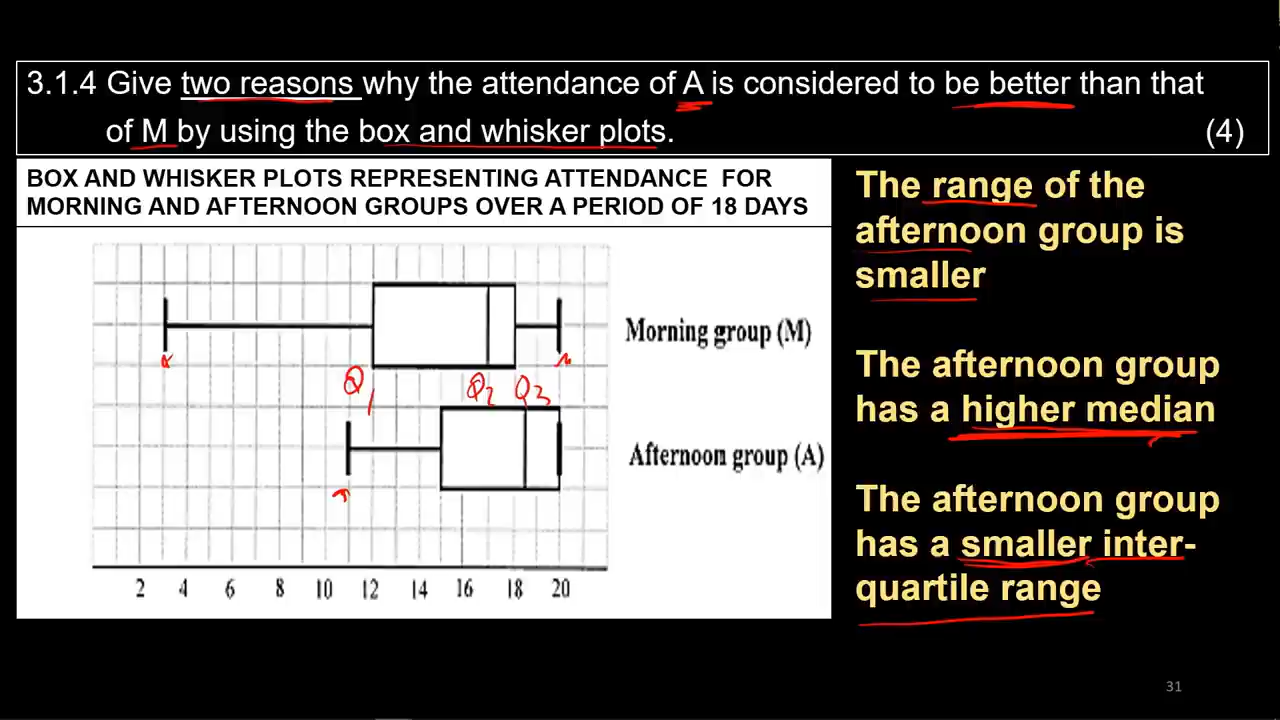 3.1.4 Give two reasons why the attendance of A is considered to be better than that
of M by using the box and whisker plots. (4)
BOX AND WHISKER PLOTS REPRESENTING ATTENDANCE FOR
MORNING AND AFTERNOON GROUPS OVER A PERIOD OF 18 DAYS
Morning group (M)
Q1 Q2 Q3
Afternoon group (A)
2 4 6 8 10 12 14 16 18 20
The range of the
afternoon group is
smaller
The afternoon group
has a higher median
The afternoon group
has a smaller inter-
quartile range
31